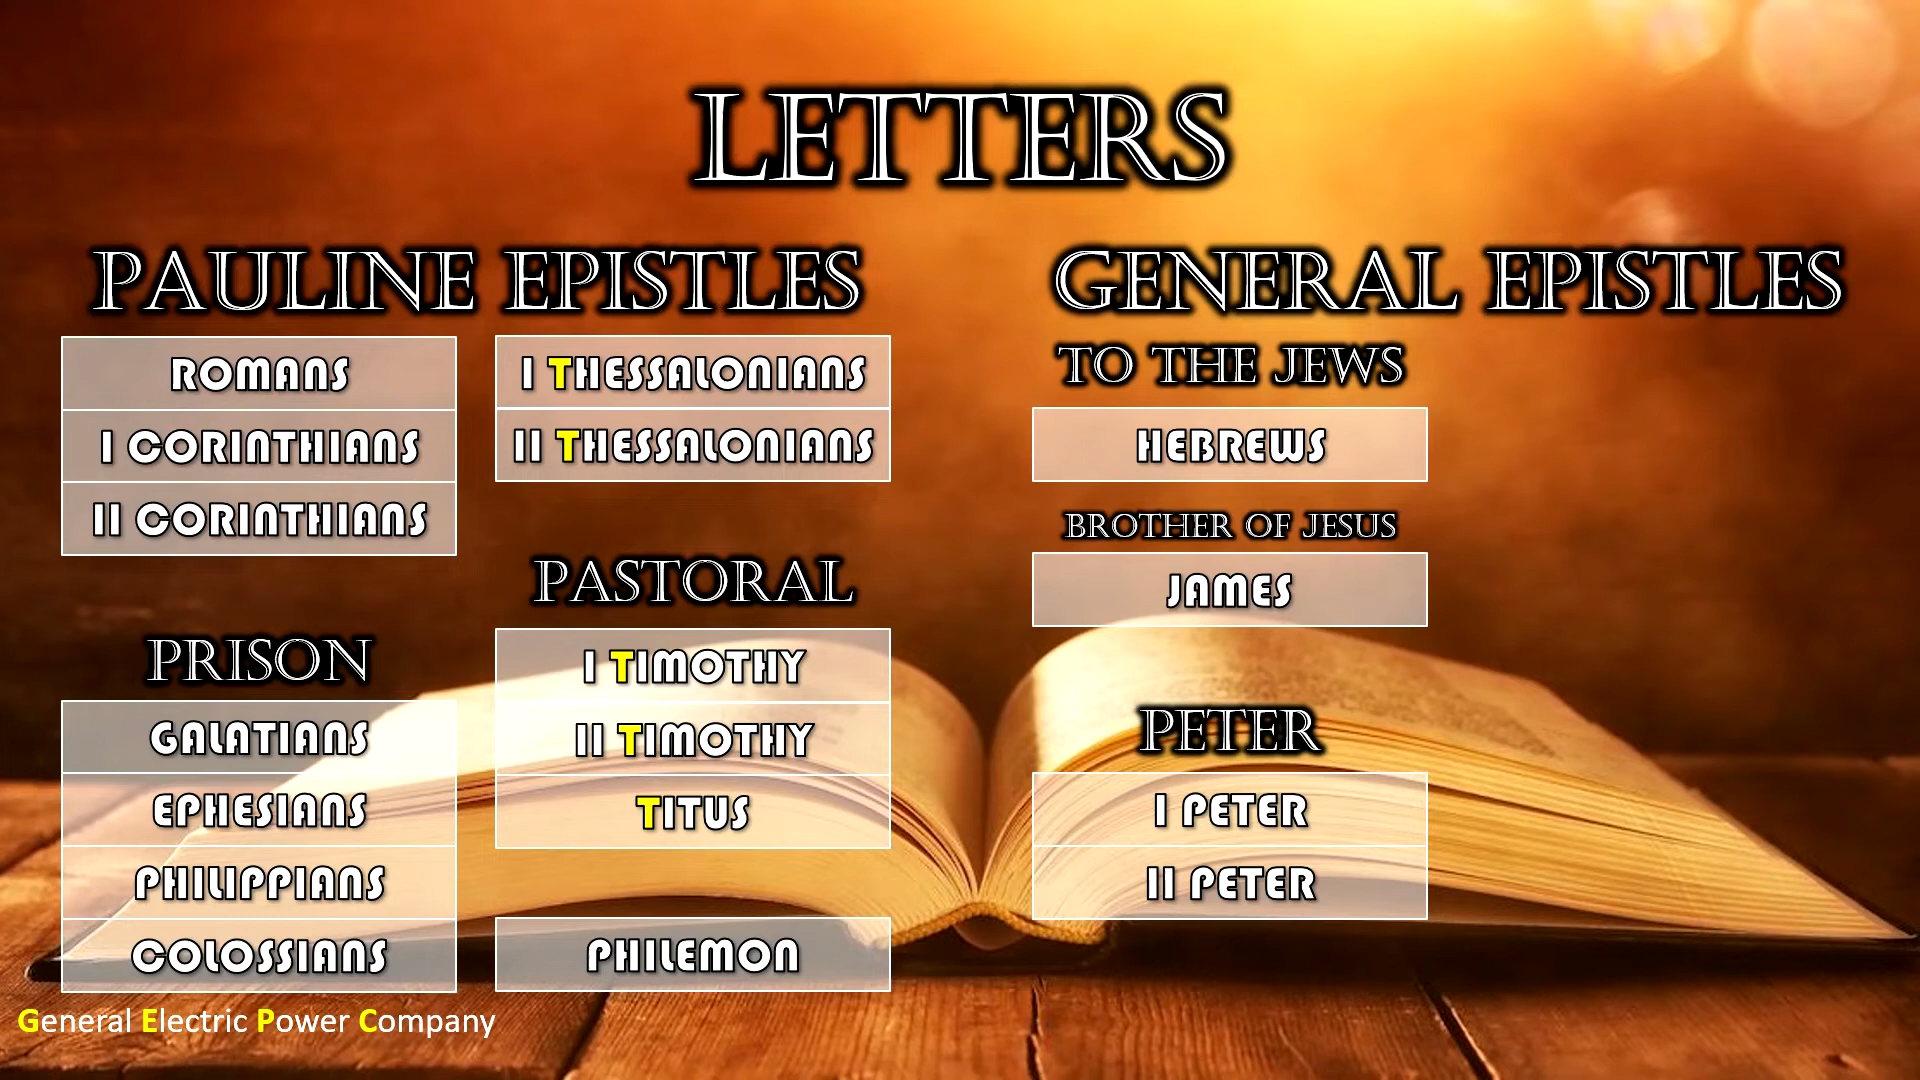 LETTERS
PAULINE EPISTLES
ROMANS
I CORINTHIANS
II CORINTHIANS
PRISON
GALATIANS
EPHESIANS
PHILIPPIANS
COLOSSIANS
General Electric Power Company
I THESSALONIANS
II THESSALONIANS
PASTORAL
I TIMOTHY
II TIMOTHY
TITUS
PHILEMON
GENERAL EPISTLES
TO THE JEWS
HEBREWS
BROTHER OF JESUS
JAMES
PETER
I PETER
II PETER